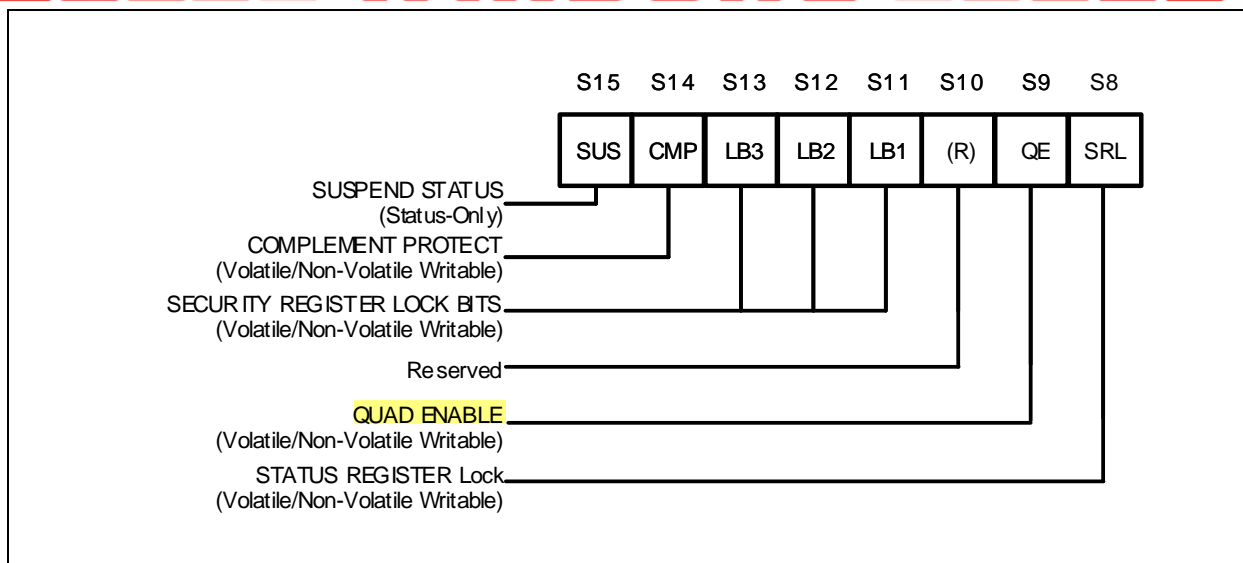 S15 S14 S13 S12 S11 S10 S9 S8
SUS CMP LB3 LB2 LB1 (R) QE SRL
SUSPEND STATUS
(Status-Only)
COMPLEMENT PROTECT
(Volatile/Non-Volatile Writable)
SECURITY REGISTER LOCK BITS
(Volatile/Non-Volatile Writable)
Reserved
QUAD ENABLE
(Volatile/Non-Volatile Writable)
STATUS REGISTER Lock
(Volatile/Non-Volatile Writable)